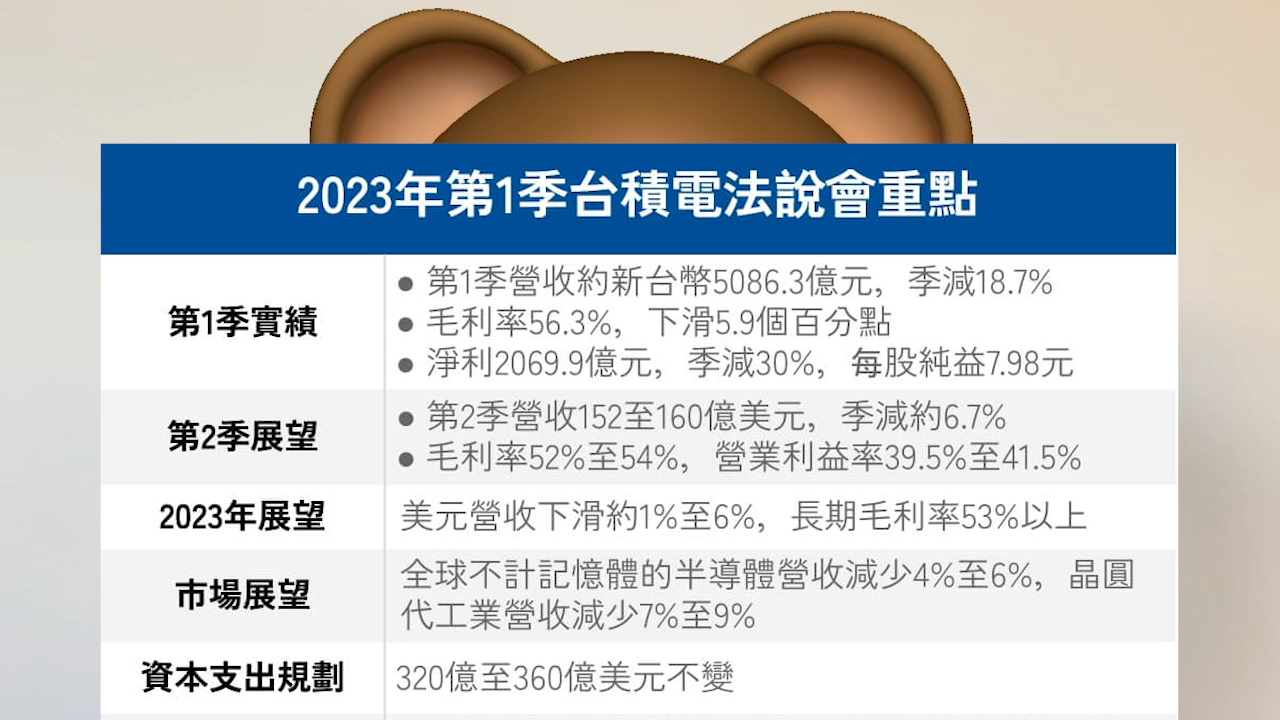 2023年第1季台積電法說會重點
第1季實績
● 第1季營收約新台幣5086.3億元，季減18.7%
● 毛利率56.3%，下滑5.9個百分點
● 淨利2069.9億元，季減30%，每股純益7.98元
第2季展望
● 第2季營收152至160億美元，季減約6.7%
● 毛利率52%至54%，營業利益率39.5%至41.5%
2023年展望
美元營收下滑約1%至6%，長期毛利率53%以上
市場展望
全球不計記憶體的半導體營收減少4%至6%，晶圓
代工業營收減少7%至9%
資本支出規劃
320億至360億美元不變